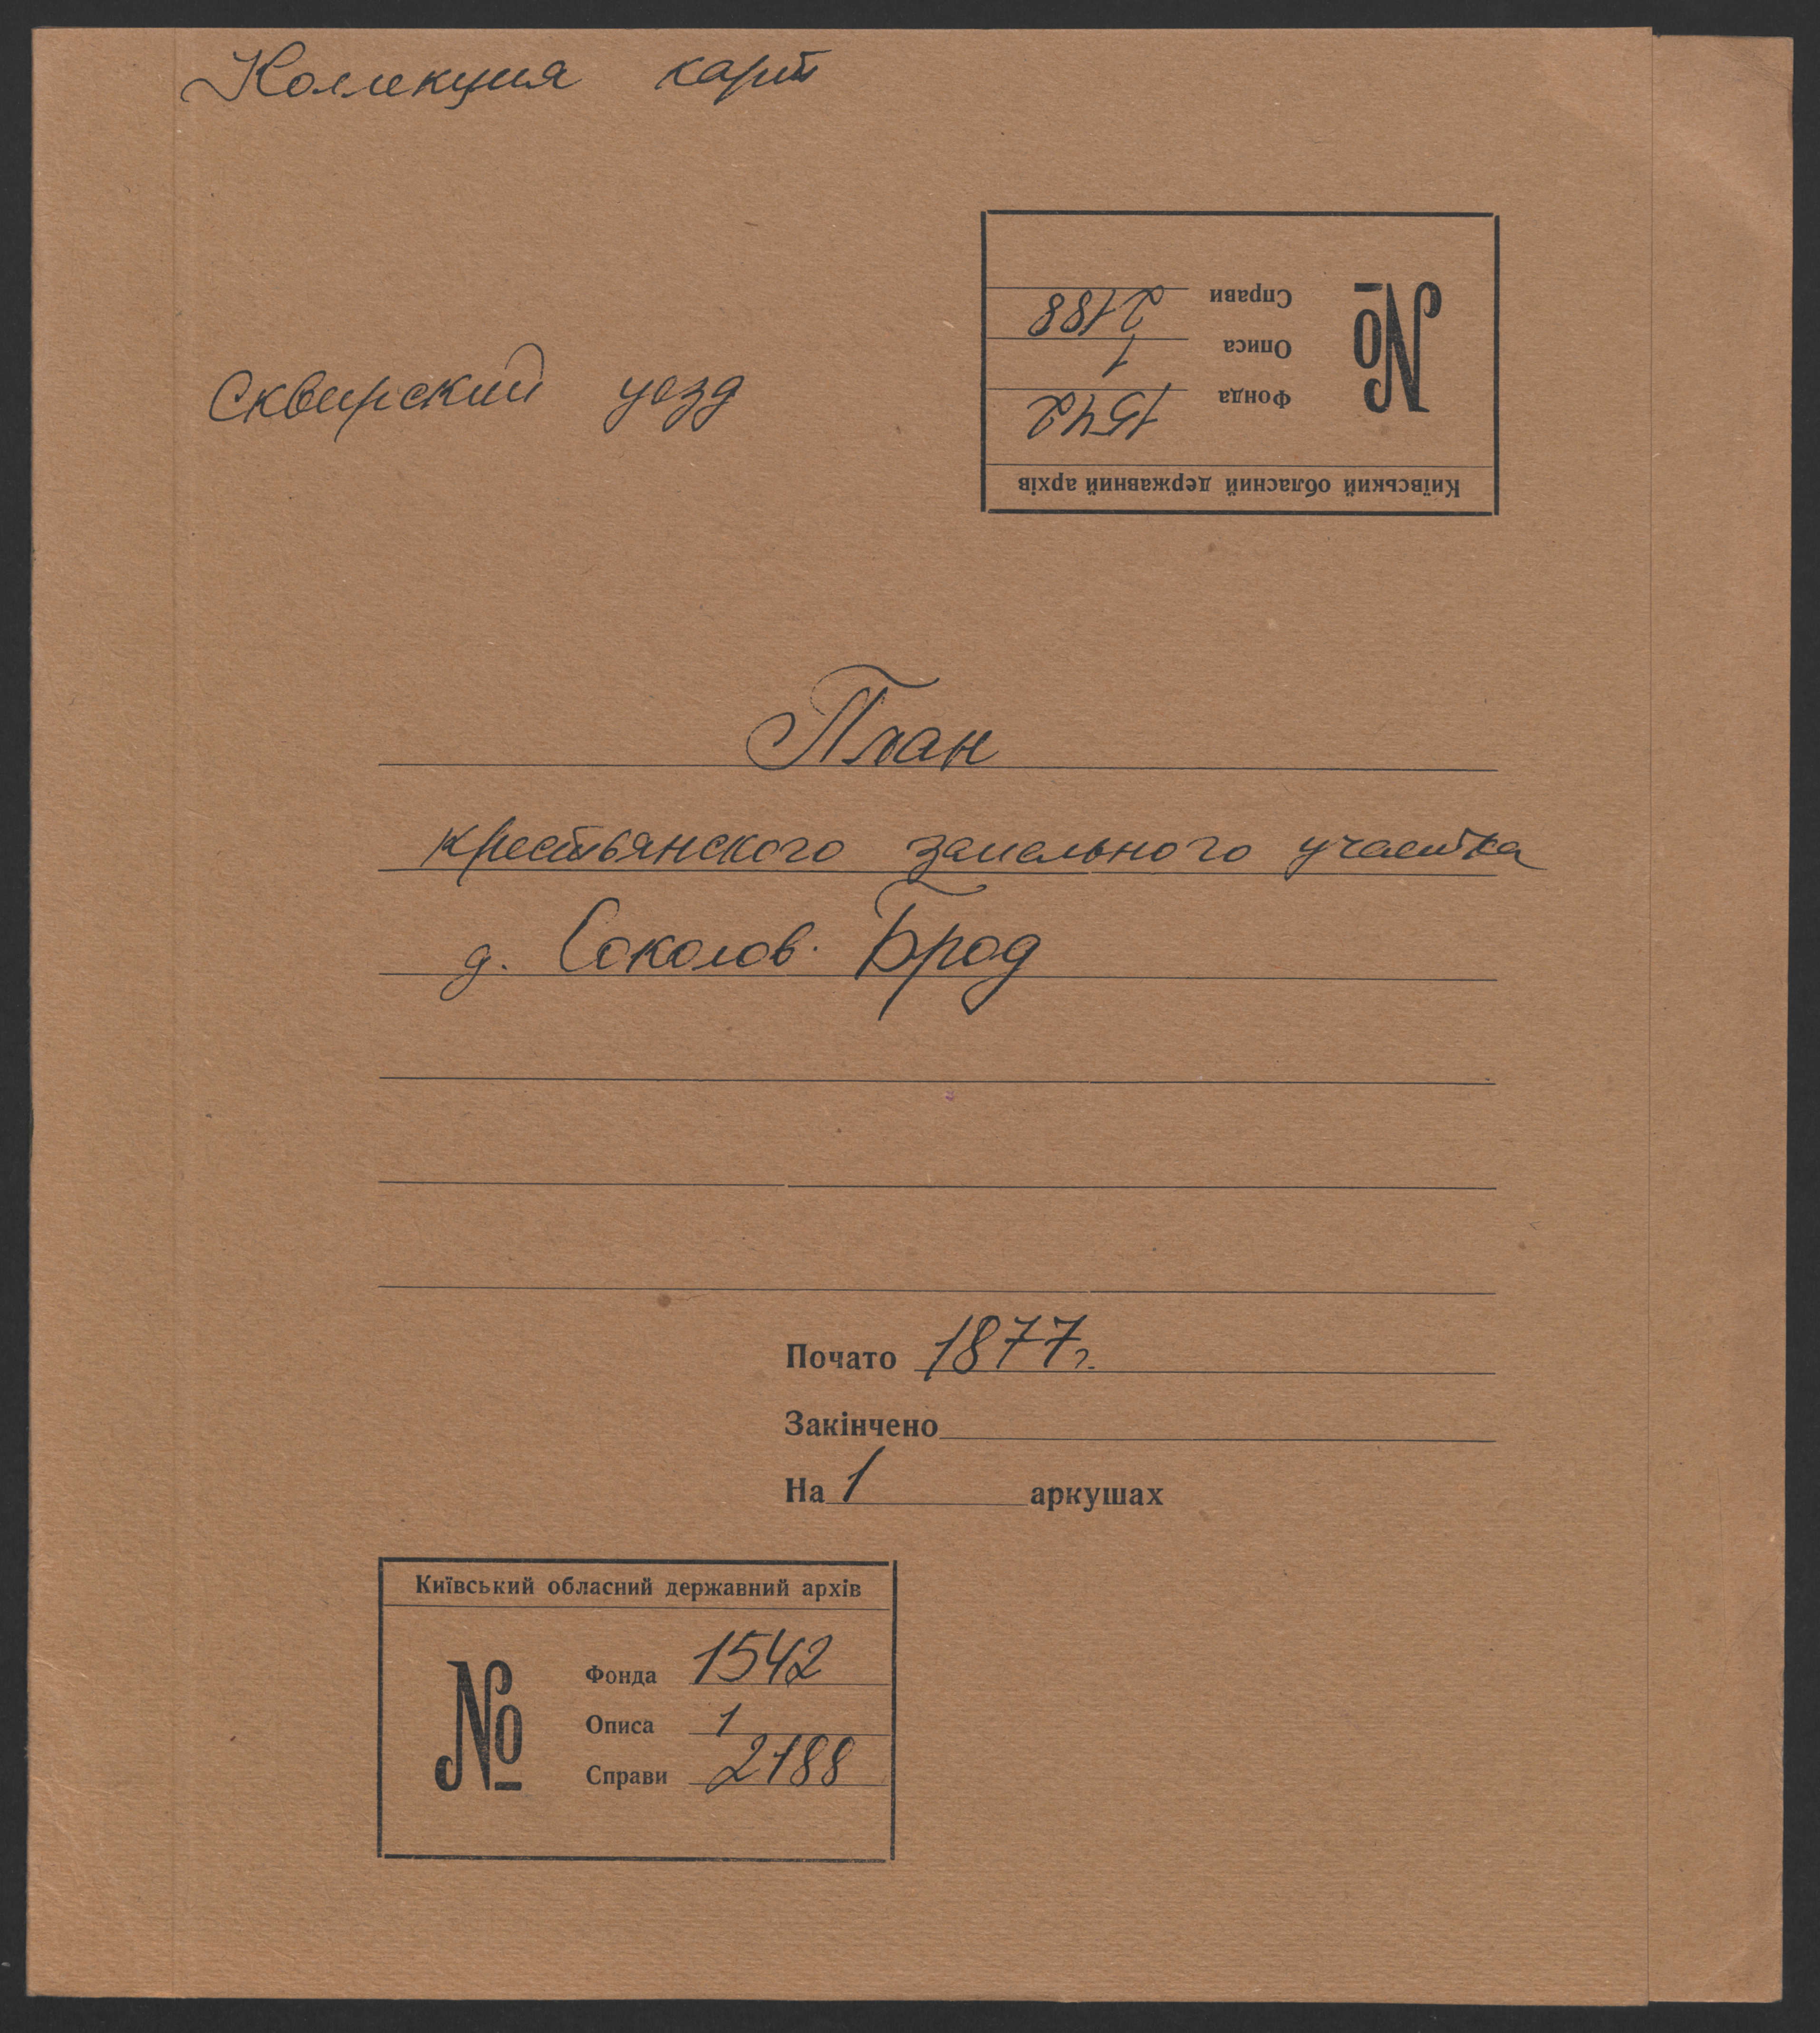 Коллекция карт
Справи 2188
Описа 1
Фонда 1542
№
Київський обласний державний архів
Сквирский уезд
План
крестьянского земельного участка
д. Соколов. Брод
Почато 1877 г.
Закінчено
На 1 аркушах
Київський обласний державний архів
№
Фонда 1542
Описа 1
Справи 2188